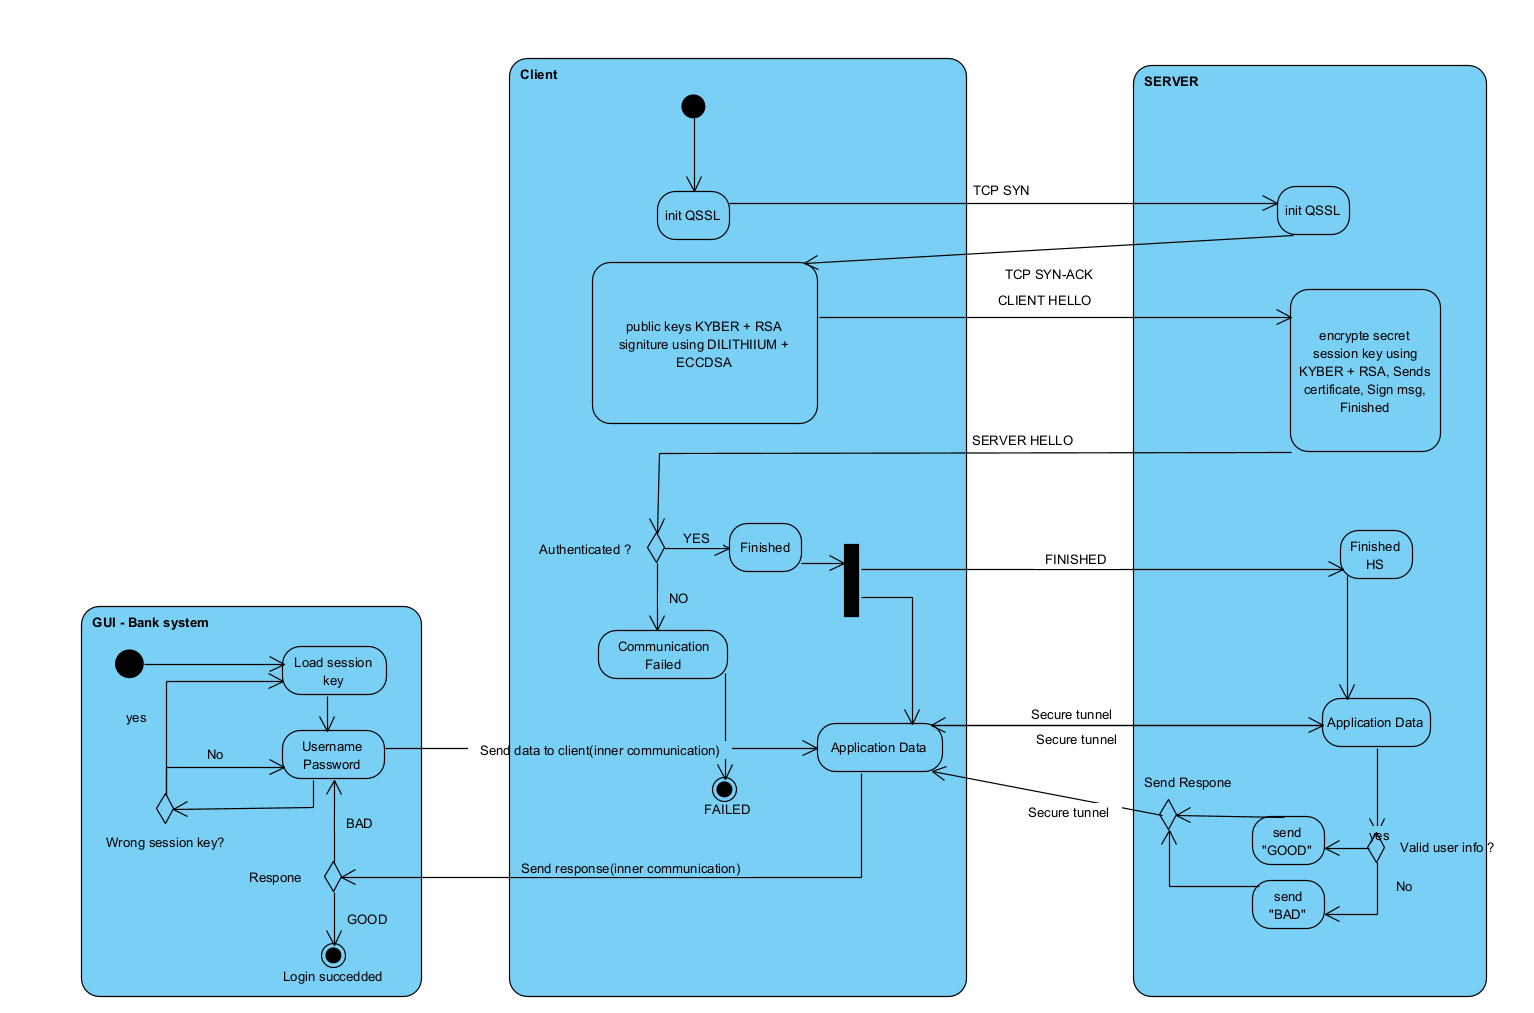 Client
SERVER
TCP SYN
init QSSL
init QSSL
TCP SYN-ACK
CLIENT HELLO
public keys KYBER + RSA
signiture using DILITHIIUM +
ECCDSA
encrypte secret
session key using
KYBER + RSA, Sends
certificate, Sign msg,
Finished
SERVER HELLO
Authenticated ?
YES
Finished
FINISHED
Finished
HS
NO
Communication
Failed
GUI - Bank system
Load session
key
yes
No
Username
Password
Send data to client(inner communication)
Application Data
Secure tunnel
Secure tunnel
Application Data
FAILED
Send Respone
Secure tunnel
send
"GOOD"
yes
Valid user info ?
No
send
"BAD"
Wrong session key?
BAD
Respone
Send response(inner communication)
GOOD
Login succedded